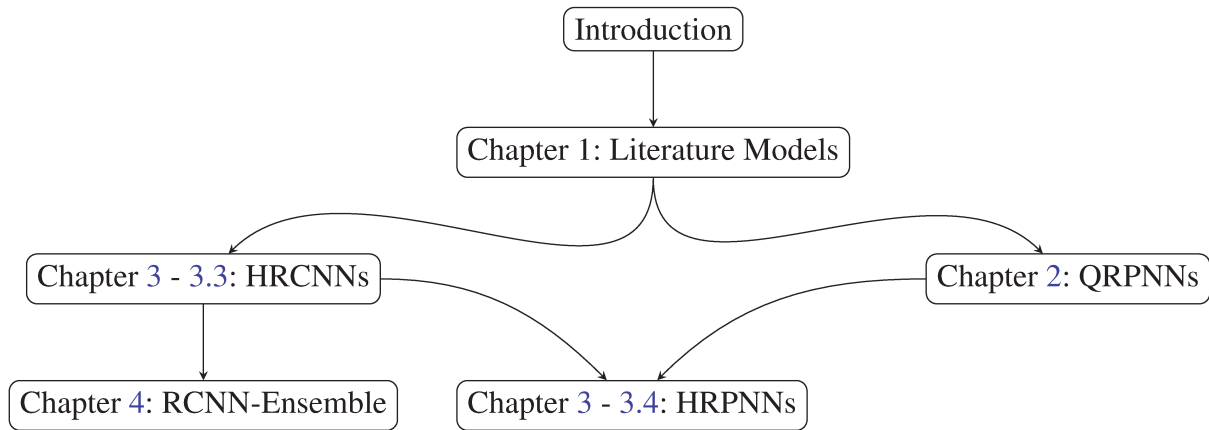 Introduction
Chapter 1: Literature Models
Chapter 3 - 3.3: HRCNNs
Chapter 2: QRPNNs
Chapter 4: RCNN-Ensemble
Chapter 3 - 3.4: HRPNNs